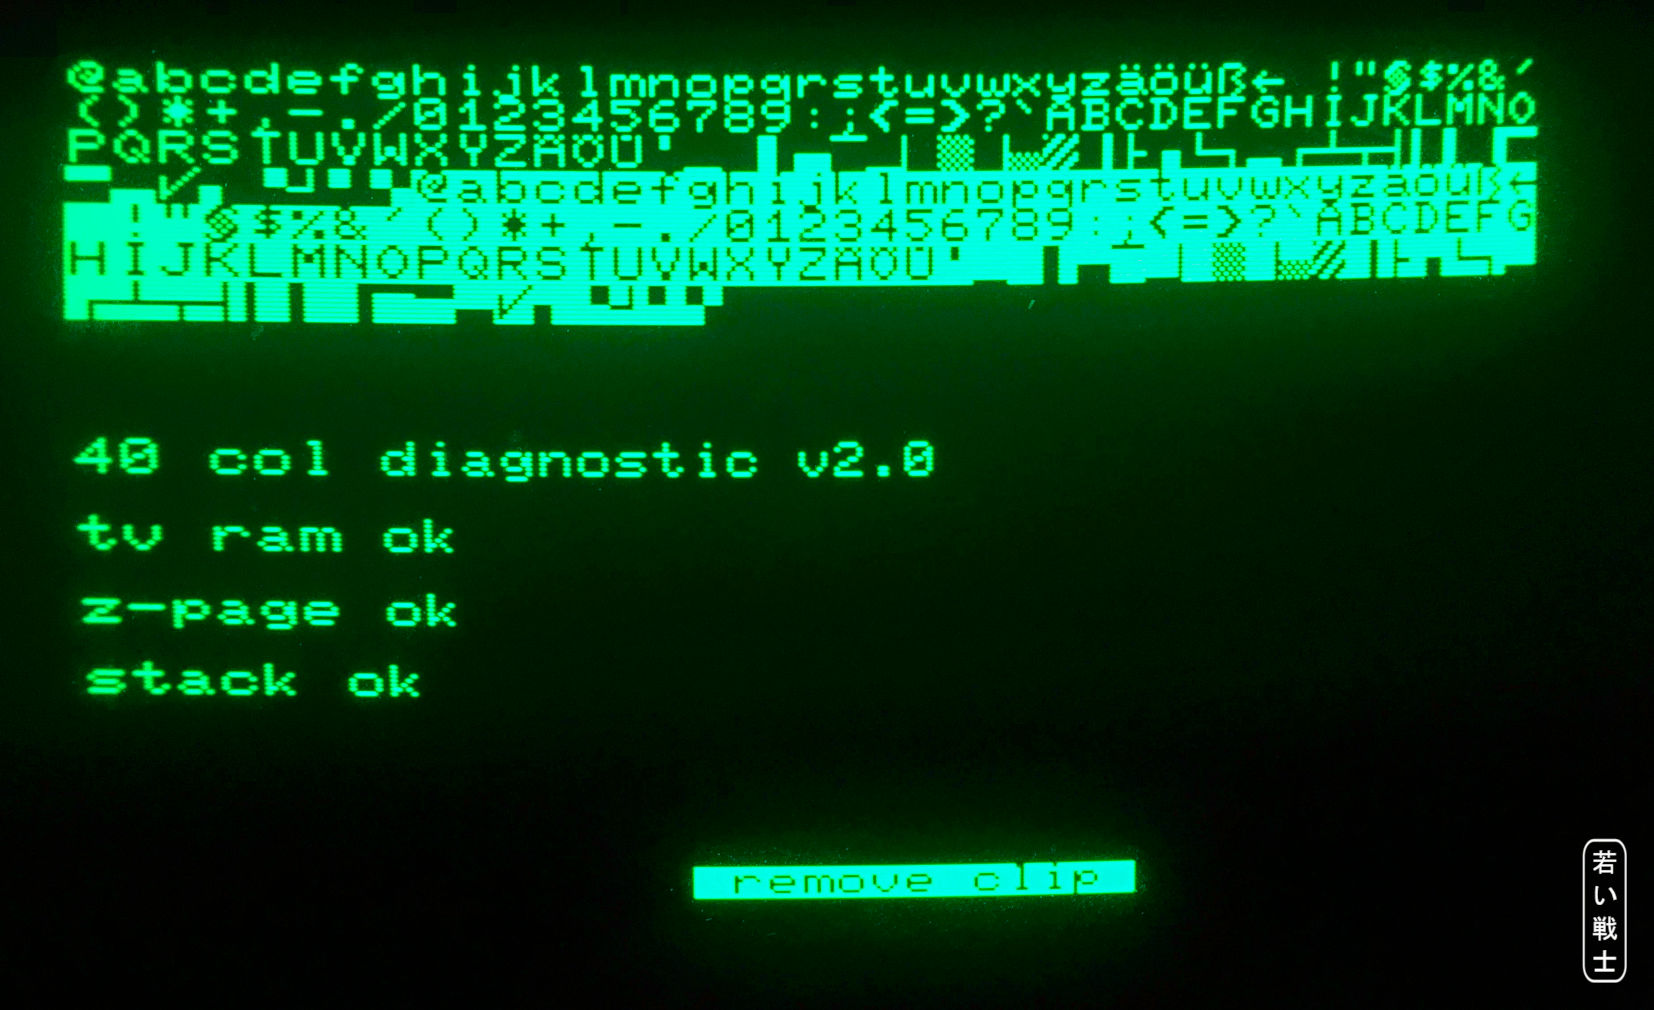 @abcdefghijklmnopqrstuvwxyzäöüß← !"§$%&´
()*+,-./0123456789:;<=>?`ABCDEFGHIJKLMNO
PQRSTUVWXYZÄÖÜ'
@abcdefghijklmnopqrstuvwxyzäöüß←
!"§$%&´()*+,-./0123456789:;<=>?`ABCDEFG
HIJKLMNOPQRSTUVWXYZÄÖÜ'
40 col diagnostic v2.0
tv ram ok
z-page ok
stack ok
remove clip
若い戦士